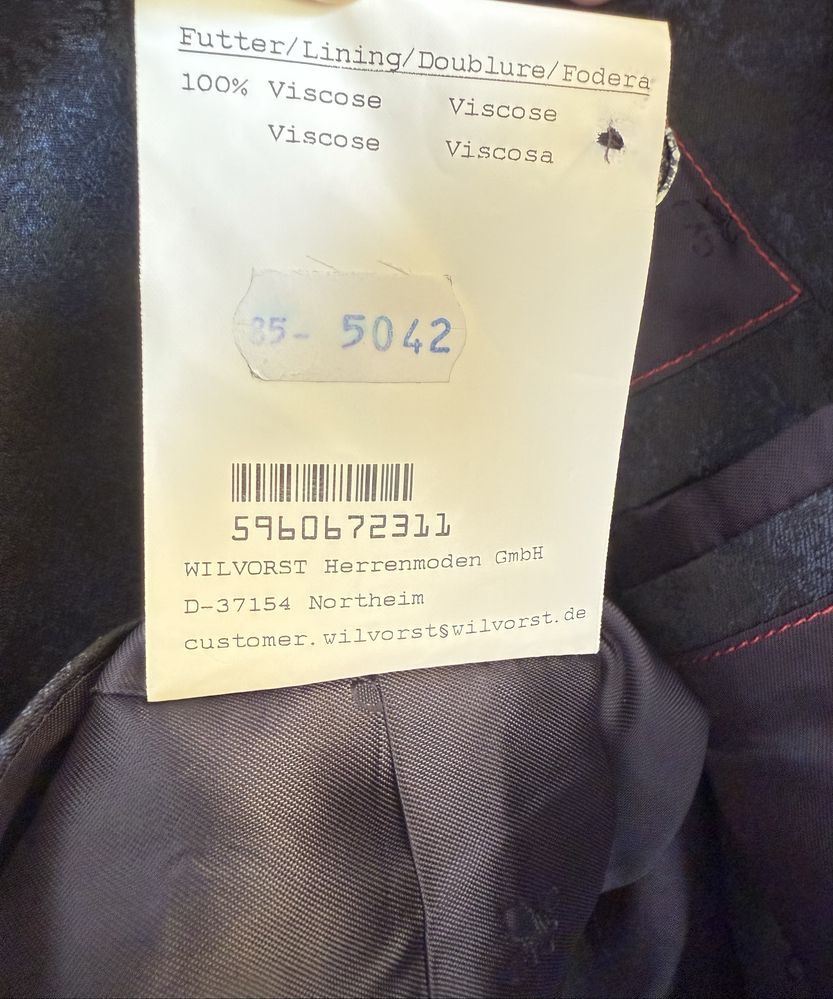 Futter/Lining/Doublure/Fodera
100% Viscose Viscose
Viscose Viscosa
85- 5042
5960672311
WILVORST Herrenmoden GmbH
D-37154 Northeim
customer.wilvorst§wilvorst.de